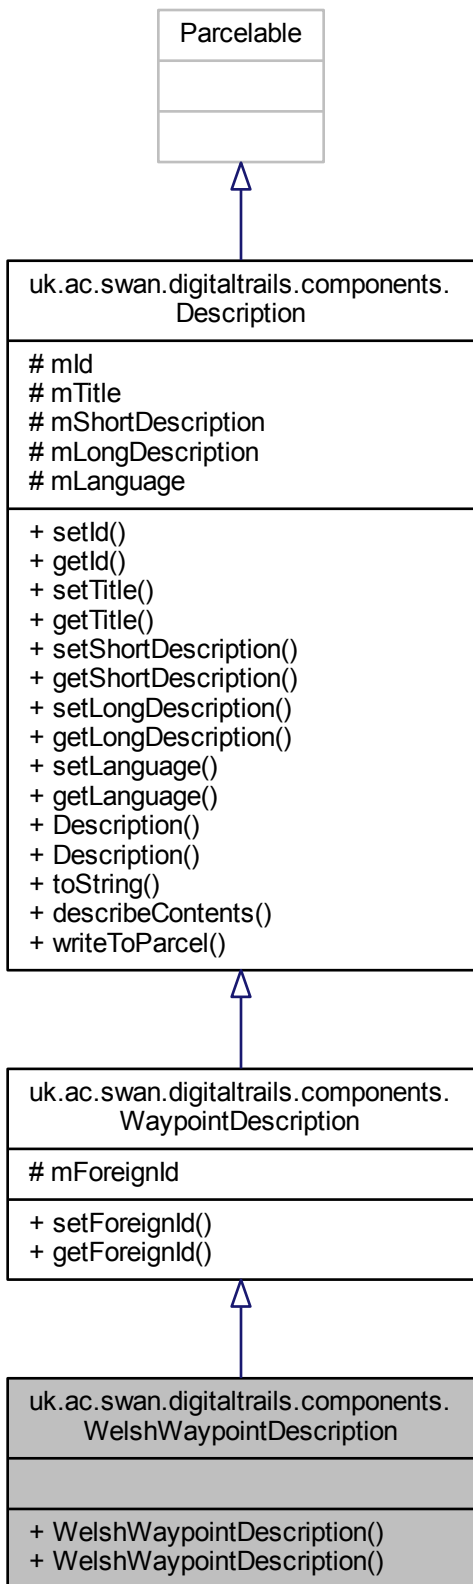 Parcelable
uk.ac.swan.digitaltrails.components.
Description
# mId
# mTitle
# mShortDescription
# mLongDescription
# mLanguage
+ setId()
+ getId()
+ setTitle()
+ getTitle()
+ setShortDescription()
+ getShortDescription()
+ setLongDescription()
+ getLongDescription()
+ setLanguage()
+ getLanguage()
+ Description()
+ Description()
+ toString()
+ describeContents()
+ writeToParcel()
uk.ac.swan.digitaltrails.components.
WaypointDescription
# mForeignId
+ setForeignId()
+ getForeignId()
uk.ac.swan.digitaltrails.components.
WelshWaypointDescription
+ WelshWaypointDescription()
+ WelshWaypointDescription()